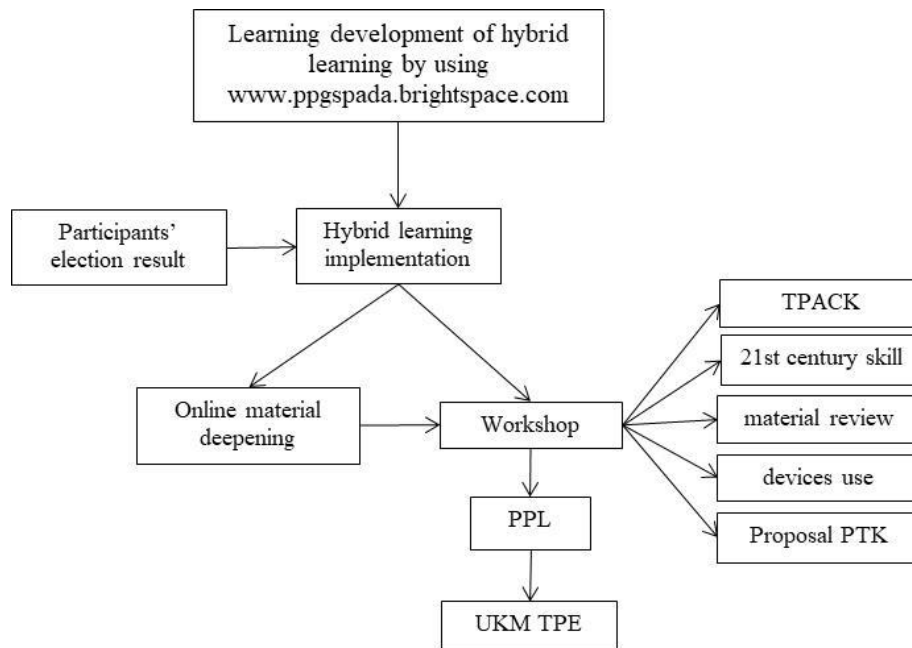 Learning development of hybrid
learning by using
www.ppgspada.brightspace.com
Participants’
election result
Hybrid learning
implementation
TPACK
21st century skill
material review
devices use
Proposal PTK
Online material
deepening
Workshop
PPL
UKM TPE